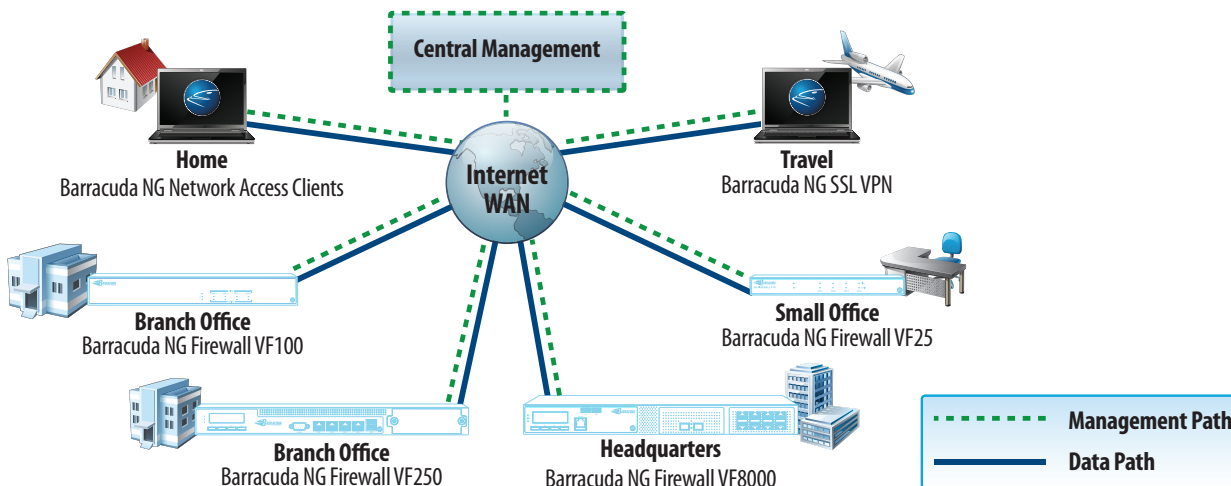 Central Management
Home
Barracuda NG Network Access Clients
Internet
WAN
Travel
Barracuda NG SSL VPN
Branch Office
Barracuda NG Firewall VF100
Small Office
Barracuda NG Firewall VF25
Branch Office
Barracuda NG Firewall VF250
Headquarters
Barracuda NG Firewall VF8000
Management Path
Data Path